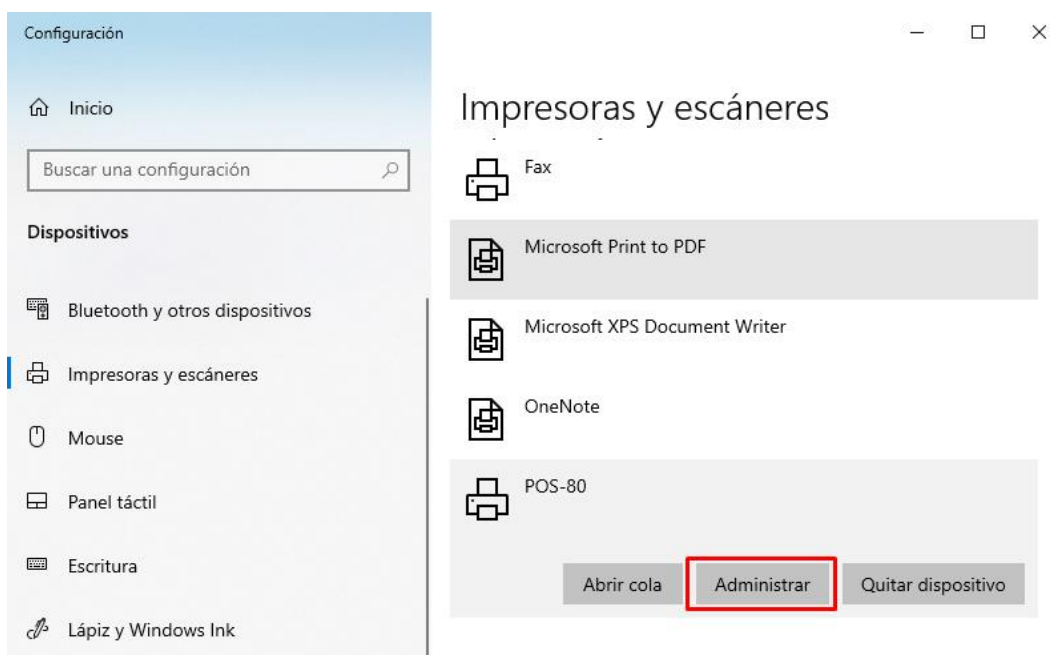 Configuración
Inicio
Buscar una configuración
Dispositivos
Bluetooth y otros dispositivos
Impresoras y escáneres
Mouse
Panel táctil
Escritura
Lápiz y Windows Ink
Impresoras y escáneres
Fax
Microsoft Print to PDF
Microsoft XPS Document Writer
OneNote
POS-80
Abrir cola
Administrar
Quitar dispositivo